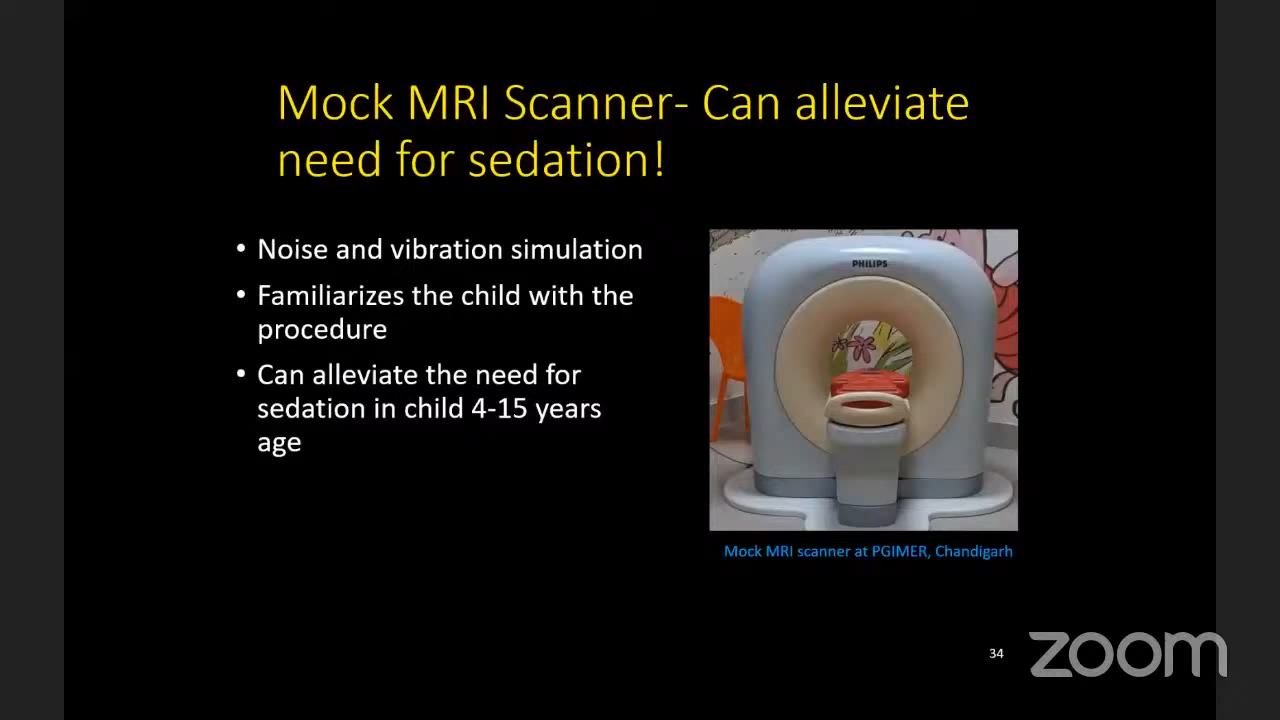 Mock MRI Scanner- Can alleviate
need for sedation!
• Noise and vibration simulation
• Familiarizes the child with the
procedure
• Can alleviate the need for
sedation in child 4-15 years
age
PHILIPS
Mock MRI scanner at PGIMER, Chandigarh
34
zoom